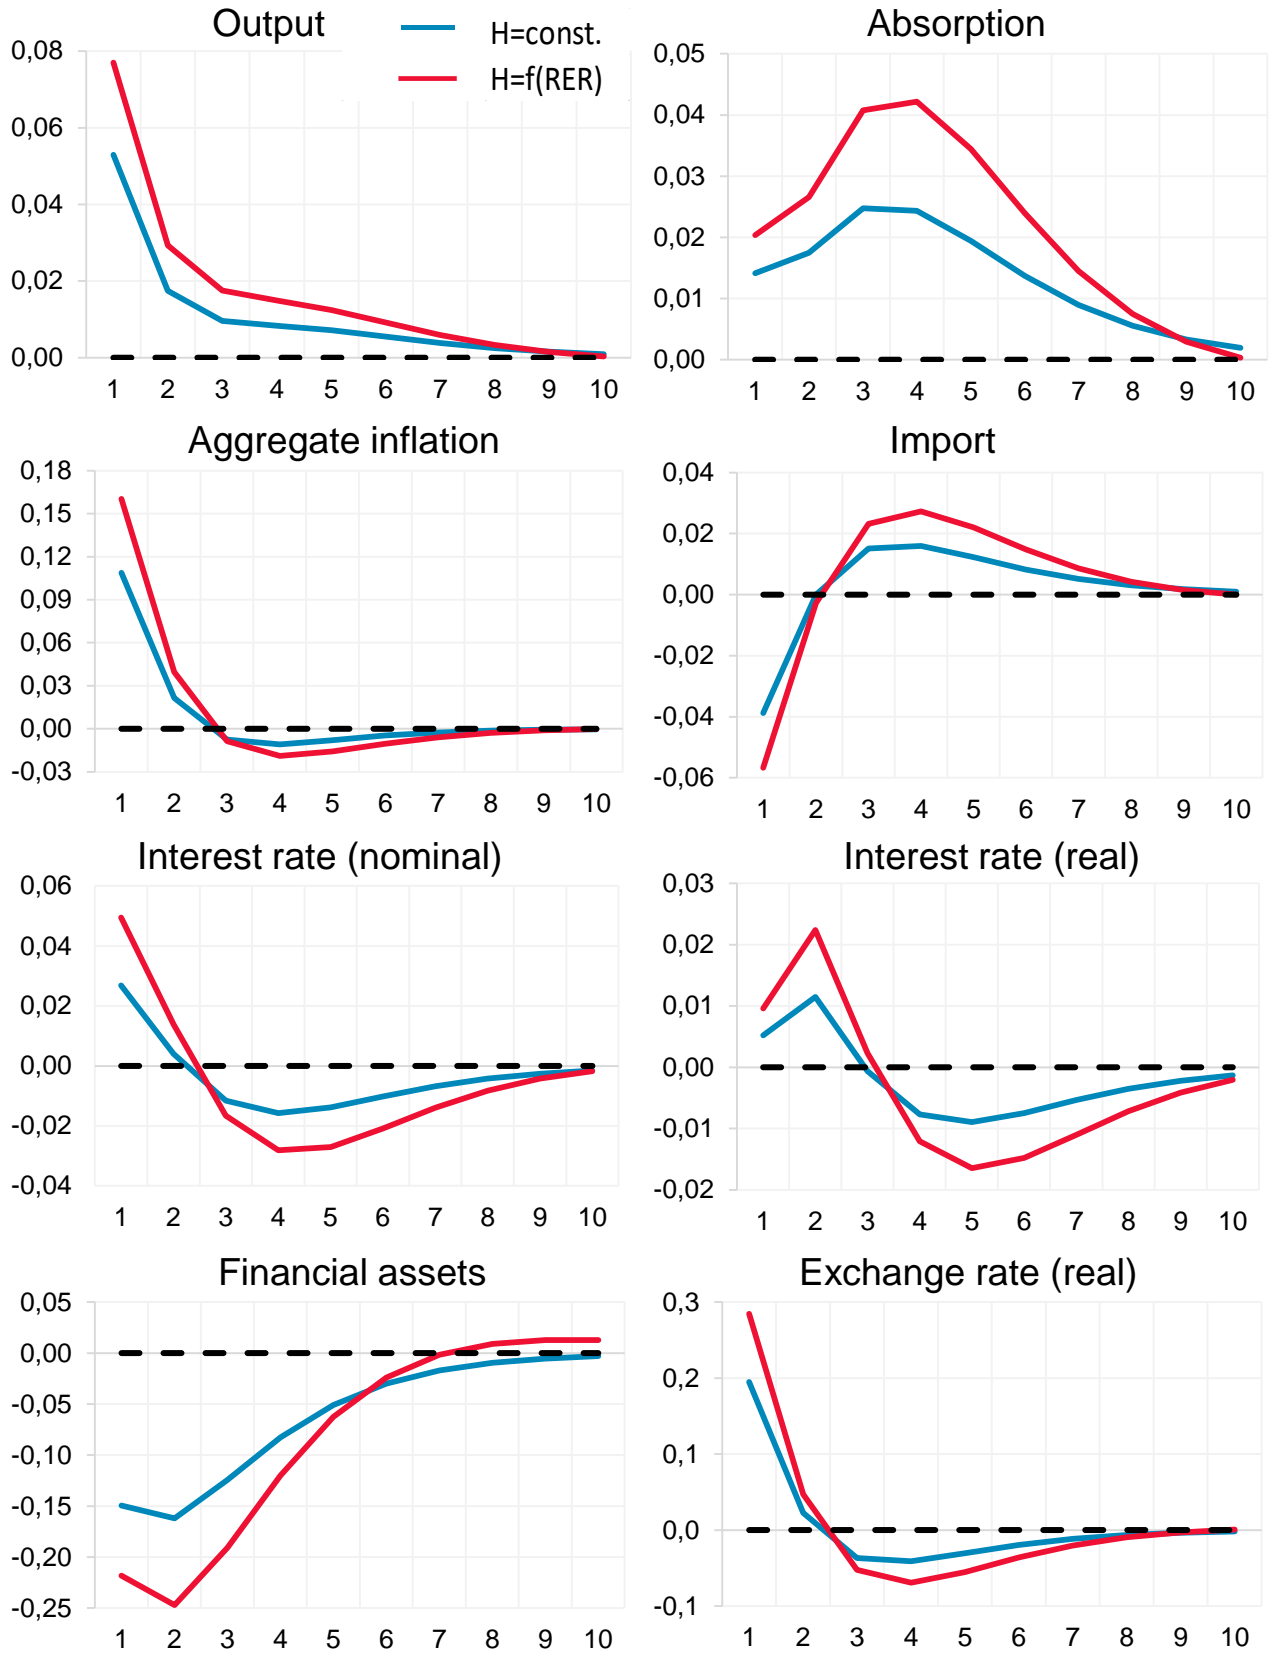 Output
H=const.
H=f(RER)
0,08
0,06
0,04
0,02
0,00
1 2 3 4 5 6 7 8 9 10
Absorption
0,05
0,04
0,03
0,02
0,01
0,00
1 2 3 4 5 6 7 8 9 10
Aggregate inflation
0,18
0,15
0,12
0,09
0,06
0,03
0,00
-0,03
1 2 3 4 5 6 7 8 9 10
Import
0,04
0,02
0,00
-0,02
-0,04
-0,06
1 2 3 4 5 6 7 8 9 10
Interest rate (nominal)
0,06
0,04
0,02
0,00
-0,02
-0,04
1 2 3 4 5 6 7 8 9 10
Interest rate (real)
0,03
0,02
0,01
0,00
-0,01
-0,02
1 2 3 4 5 6 7 8 9 10
Financial assets
0,05
0,00
-0,05
-0,10
-0,15
-0,20
-0,25
1 2 3 4 5 6 7 8 9 10
Exchange rate (real)
0,3
0,2
0,1
0,0
-0,1
1 2 3 4 5 6 7 8 9 10